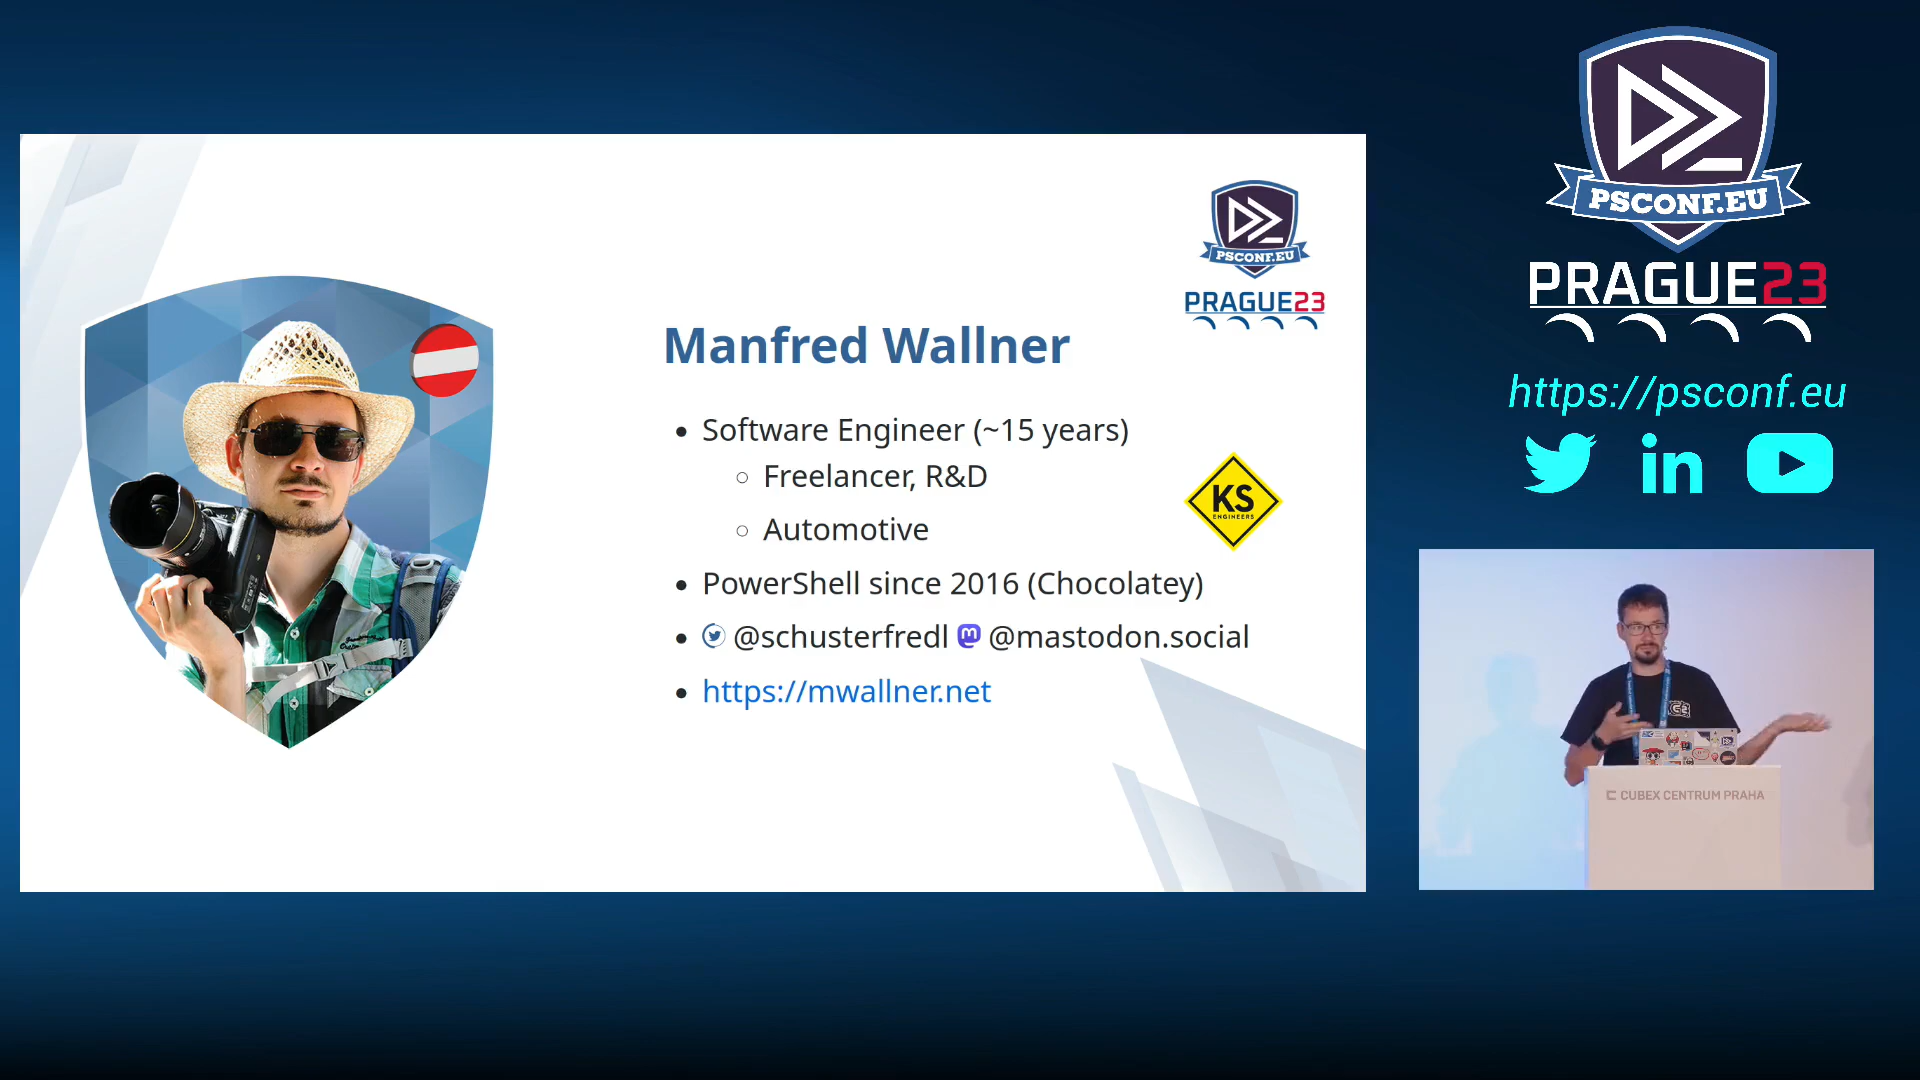 PSCONF.EU
PRAGUE23
Manfred Wallner
Software Engineer (~15 years)
Freelancer, R&D
Automotive
KS
ENGINEERS
PowerShell since 2016 (Chocolatey)
@schusterfredl @mastodon.social
https://mwallner.net
PSCONF.EU
PRAGUE23
https://psconf.eu
in
CUBEX CENTRUM PRAHA